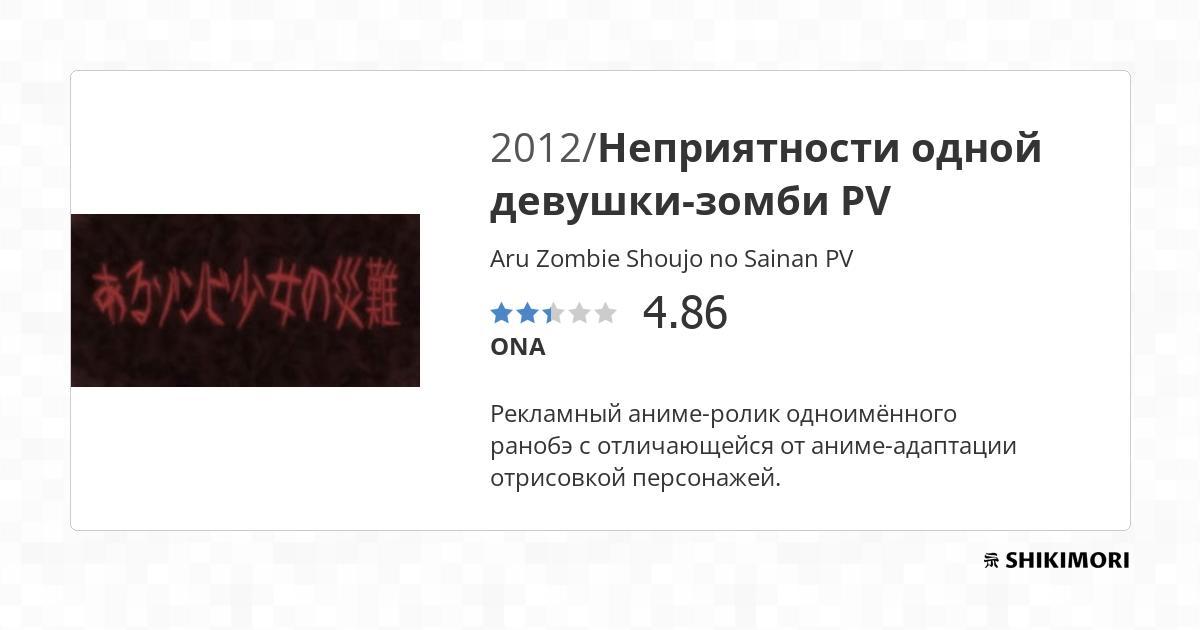 あるゾンビ少女の災難
2012/Неприятности одной
девушки-зомби PV
Aru Zombie Shoujo no Sainan PV
4.86
ONA
Рекламный аниме-ролик одноимённого
ранобэ с отличающейся от аниме-адаптации
отрисовкой персонажей.
SHIKIMORI